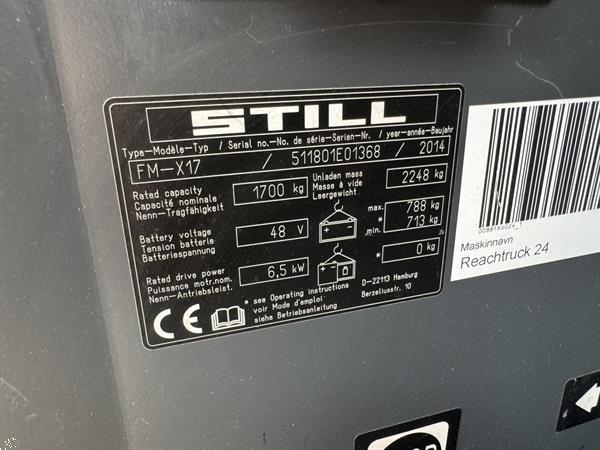 STILL
Type-Modèle-Typ / Serial no.-No. de série-Serien-Nr. / year-année-Baujahr
FM-X17 / 511801E01368 / 2014
Rated capacity
Capacité nominale
Nenn-Tragfähigkeit
1700 kg
Unladen mass
Masse à vide
Leergewicht
2248 kg
Battery voltage
Tension batterie
Batteriespannung
48 V
max. 788 kg
* *
min. 713 kg
Rated drive power
Puissance motr.nom.
Nenn-Antriebsleist.
6,5 kW
* 0 kg
* see Operating instructions
voir Mode d'emploi
siehe Betriebsanleitung
D-22113 Hamburg
Berzeliusstr. 10
CE
Maskinnavn
Reachtruck 24